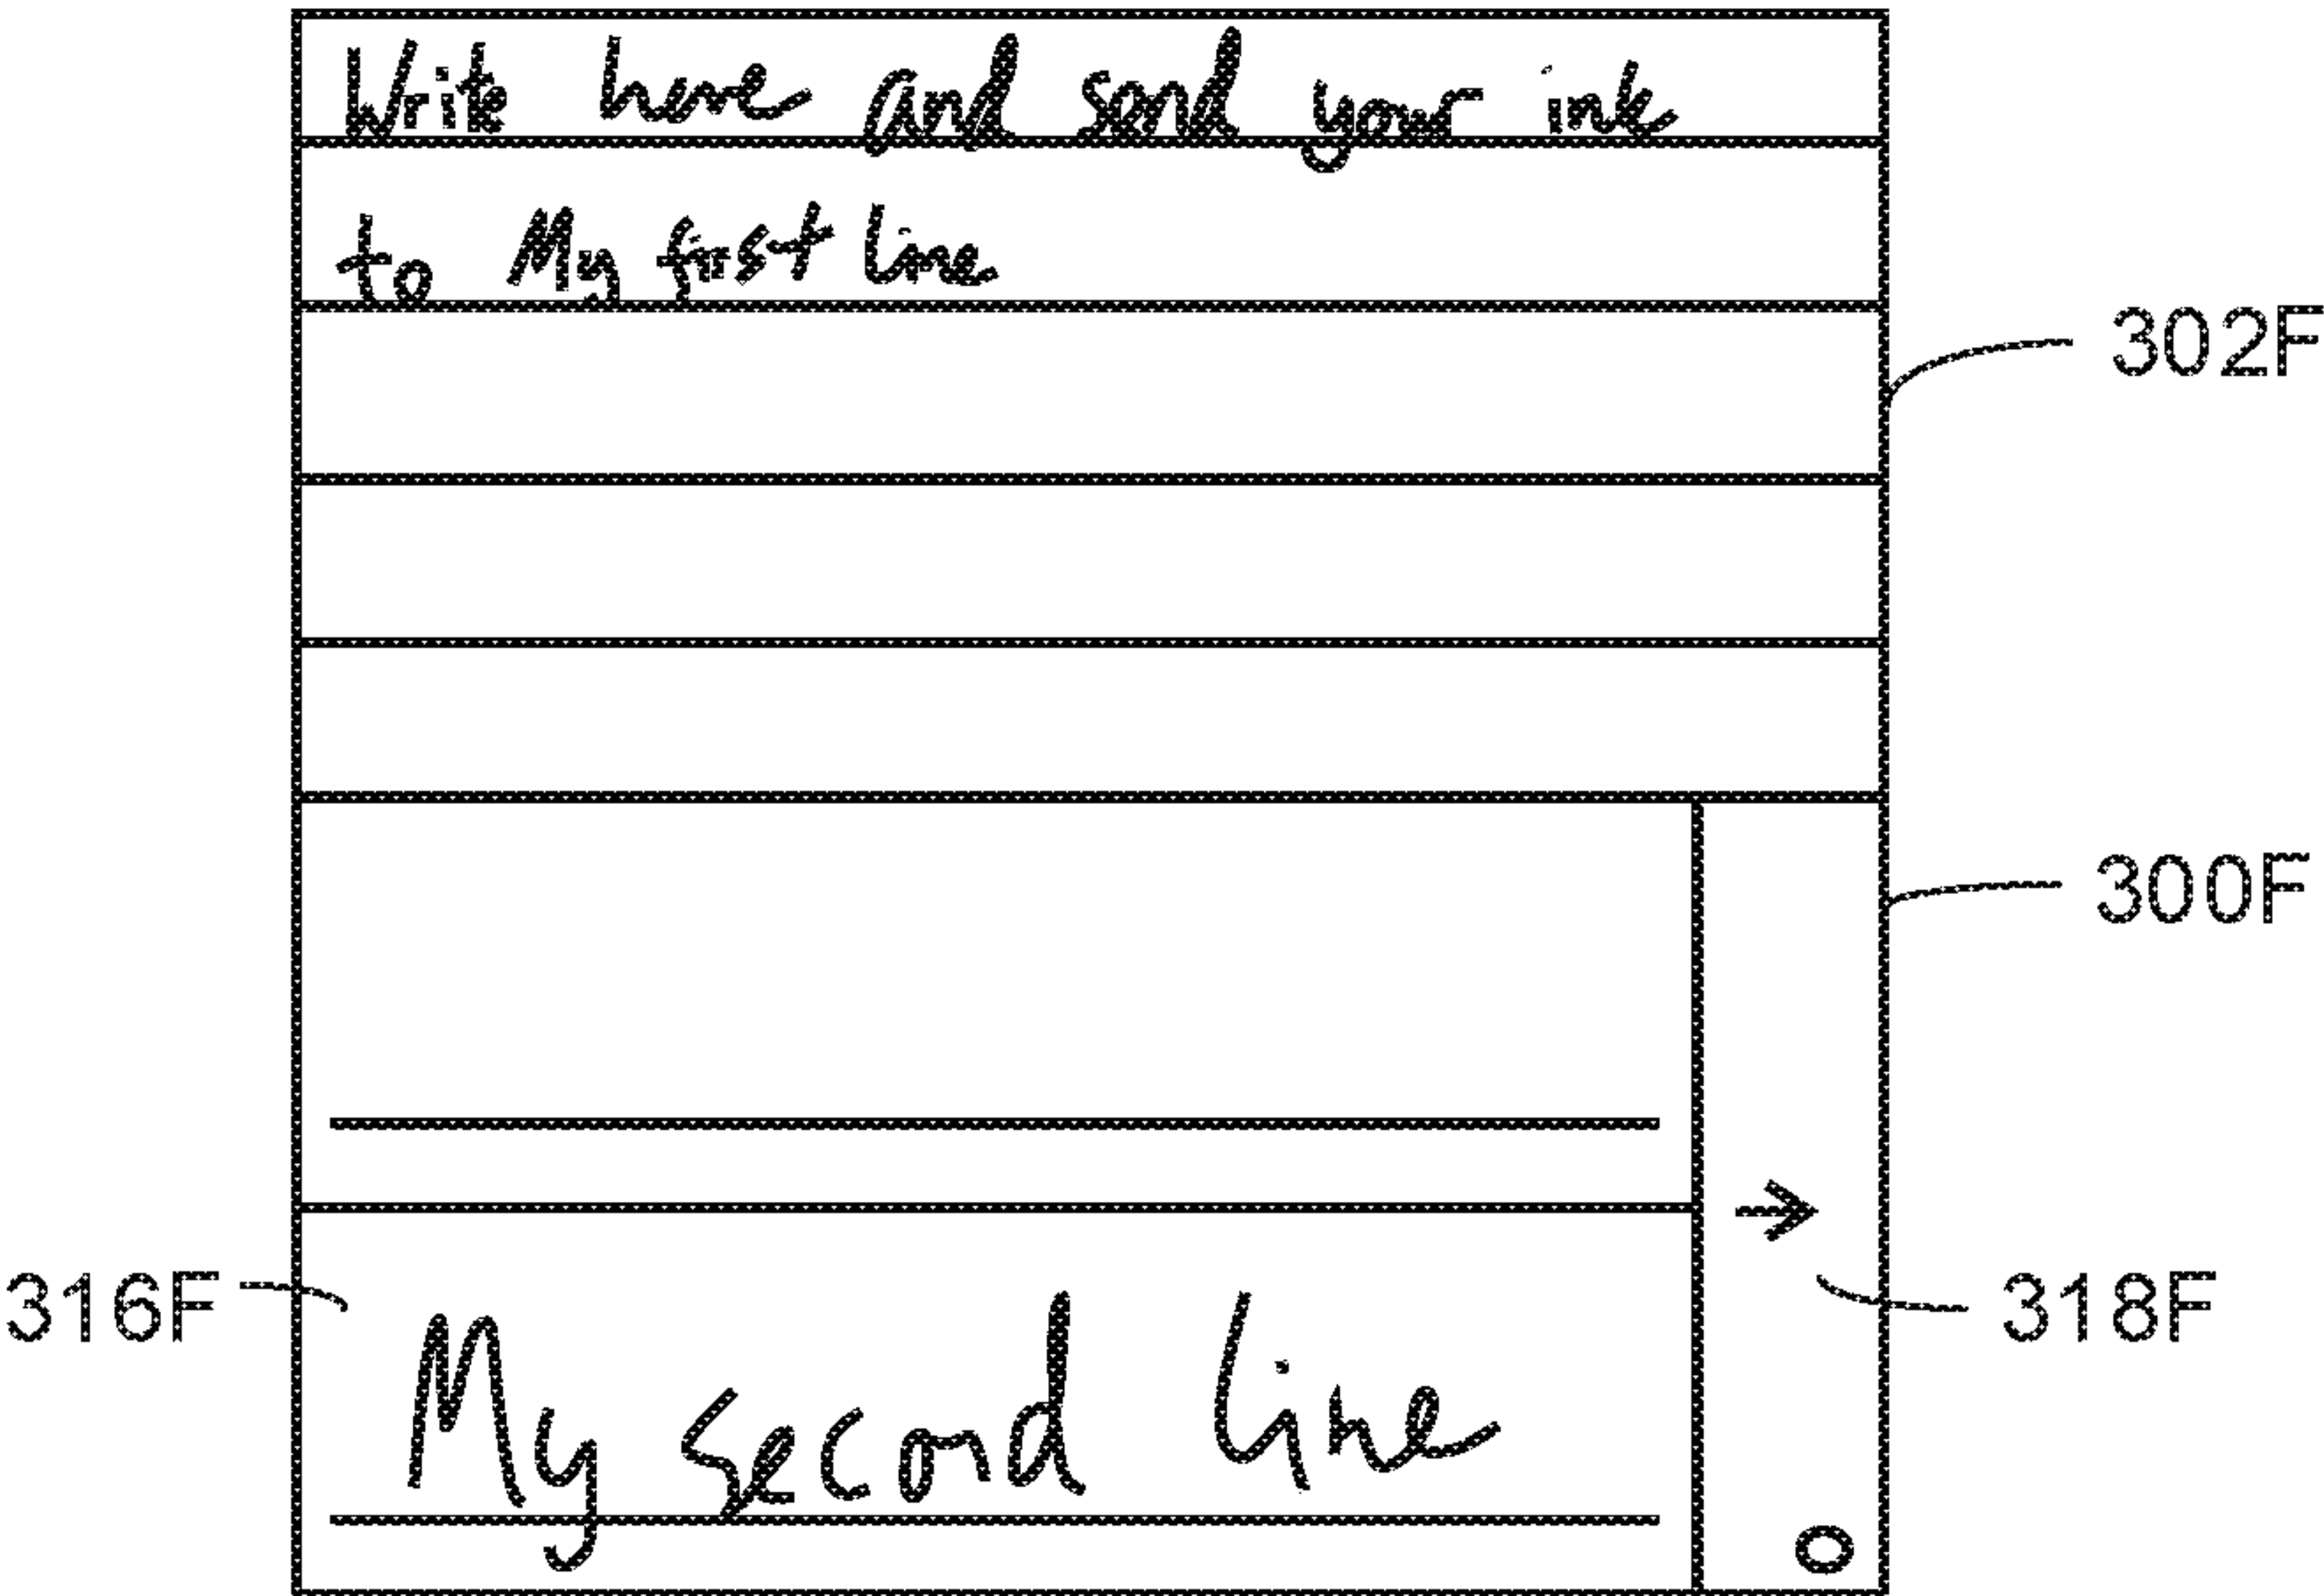 Write here and send your ink
to My first line
302F
300F
316F
318F
My second line